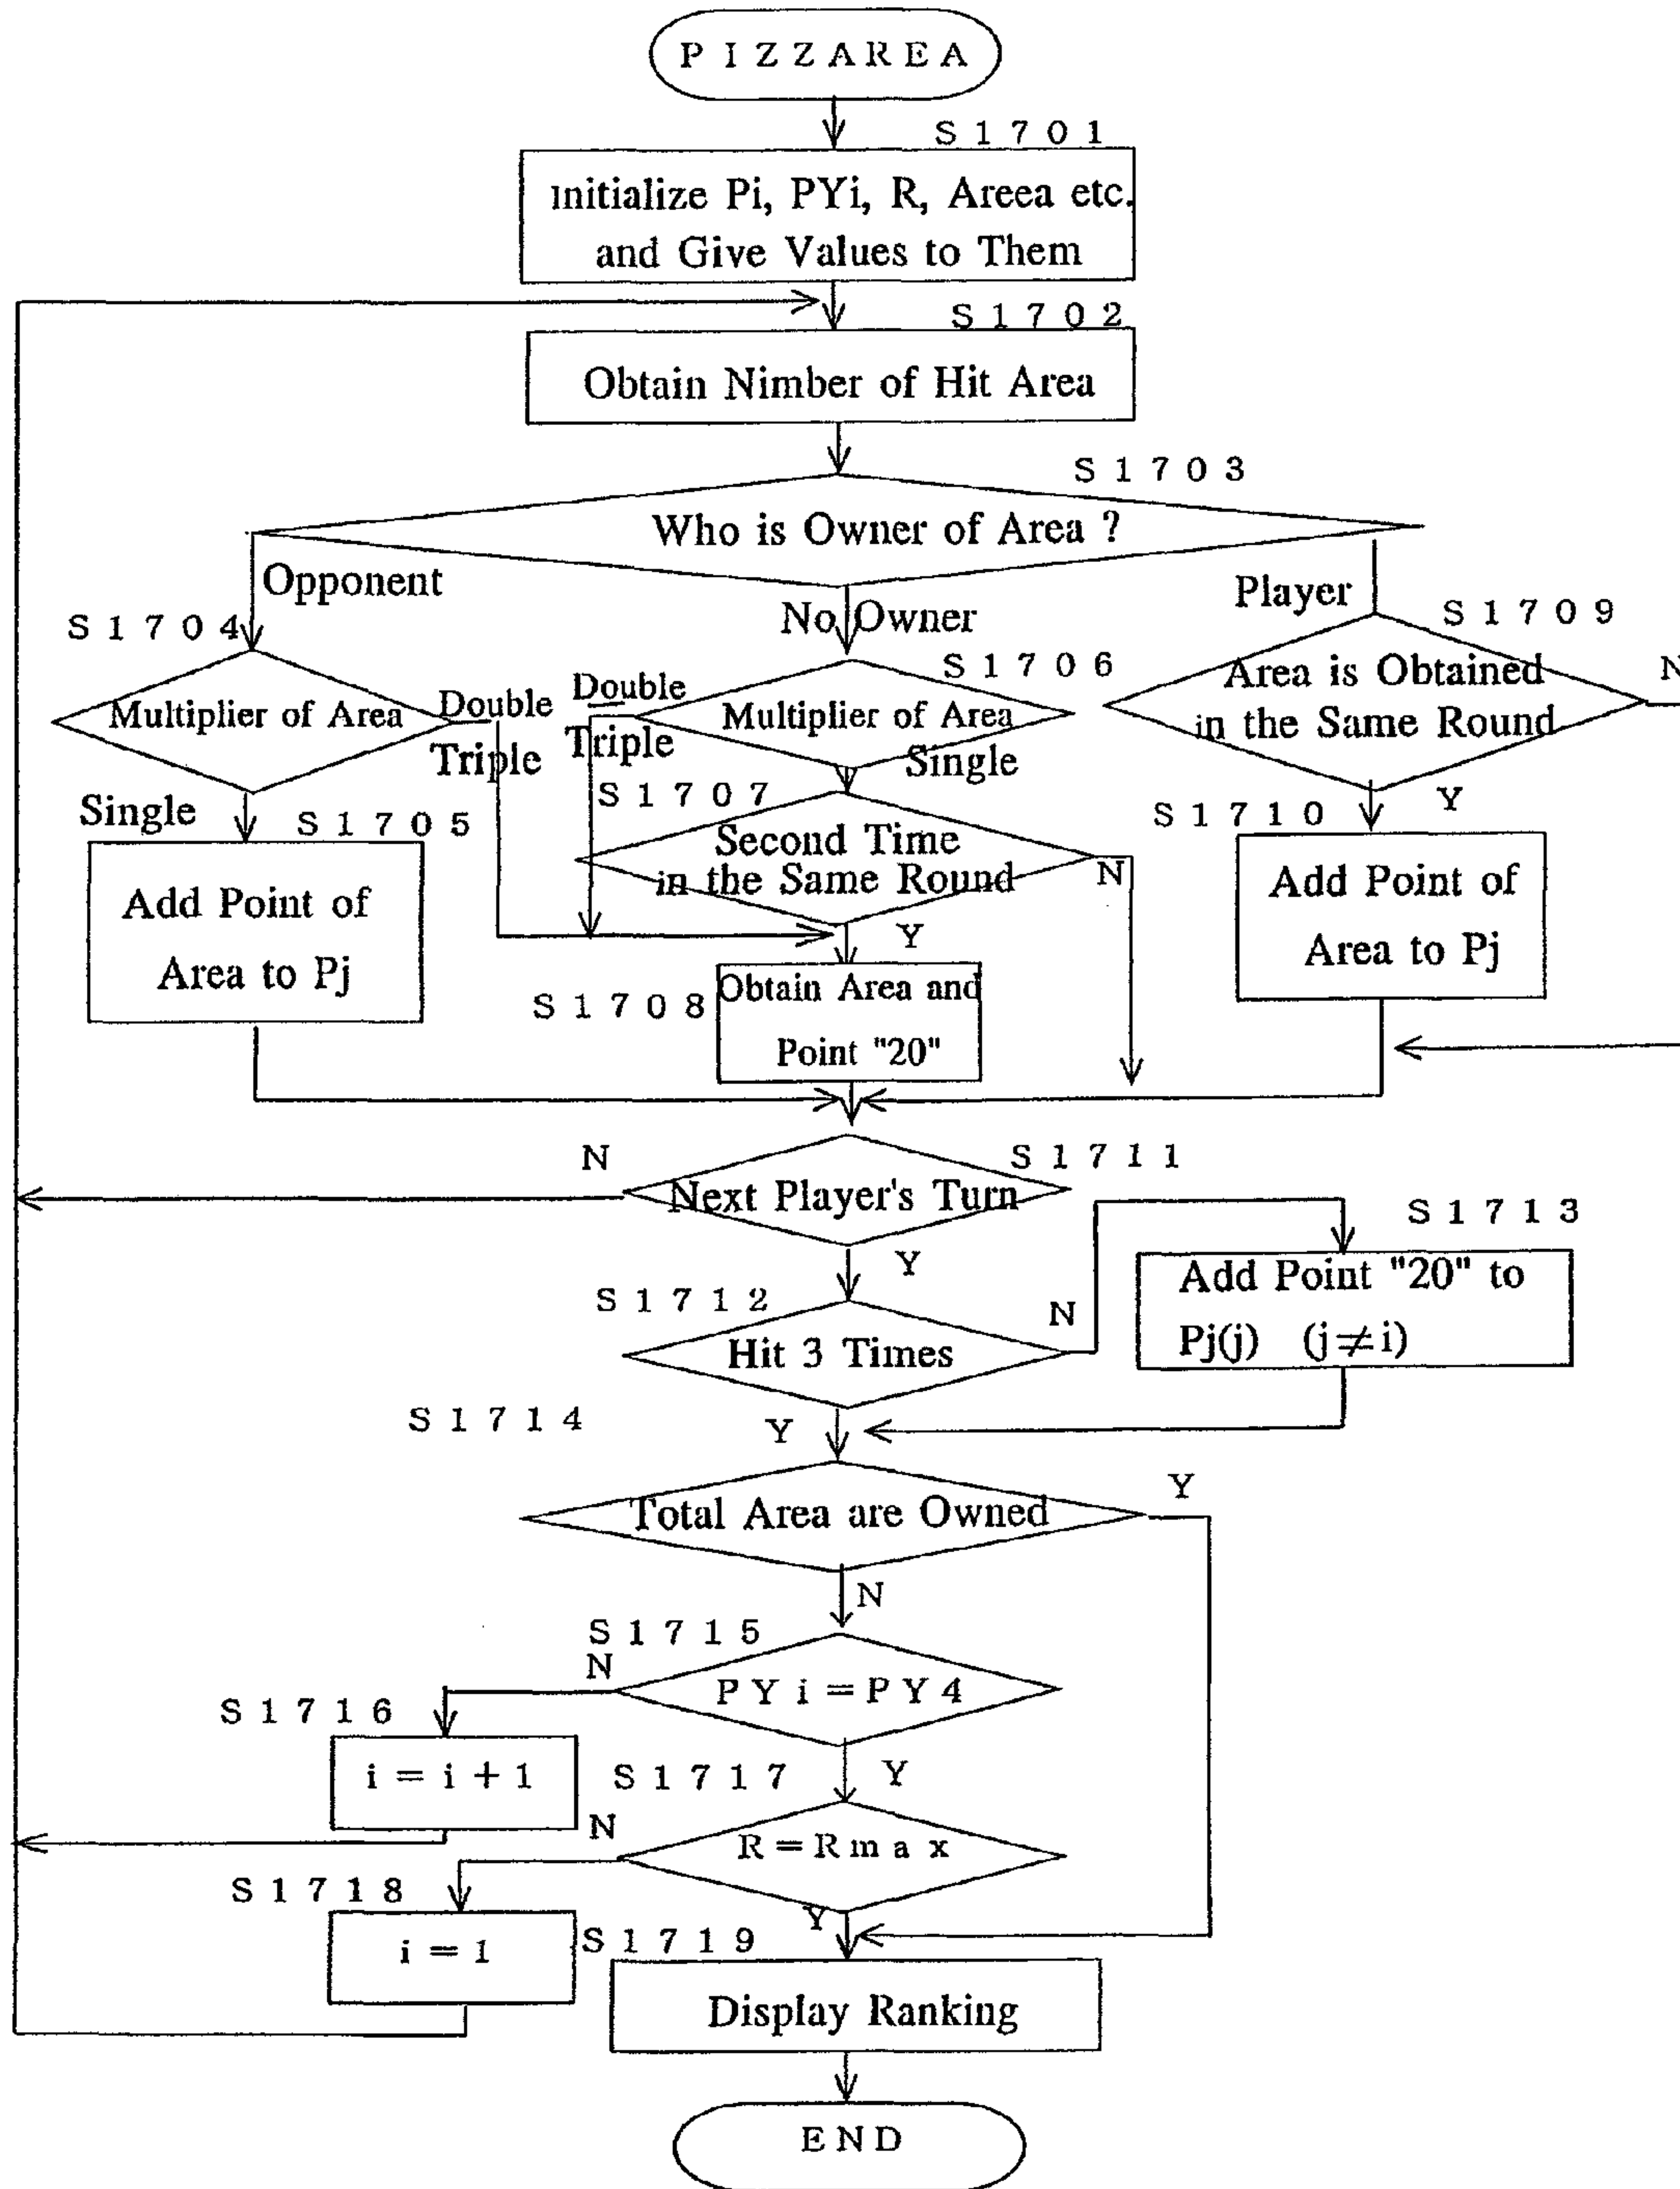 PIZZAREA
S1701
Initialize Pi, PYi, R, Areea etc.
and Give Values to Them
S1702
Obtain Nimber of Hit Area
S1703
Who is Owner of Area ?
Opponent
No Owner
Player
S1704
Multiplier of Area
Double
Triple
Single
S1705
Add Point of
Area to Pj
S1706
Multiplier of Area
Double
Triple
Single
S1707
Second Time
in the Same Round
N
Y
S1708
Obtain Area and
Point "20"
S1709
Area is Obtained
in the Same Round
N
Y
S1710
Add Point of
Area to Pj
S1711
Next Player's Turn
N
Y
S1712
Hit 3 Times
N
Y
S1713
Add Point "20" to
Pj(j) (j≠i)
S1714
Total Area are Owned
Y
N
S1715
PYi=PY4
N
Y
S1716
i = i + 1
S1717
R=Rmax
N
Y
S1718
i = 1
S1719
Display Ranking
END